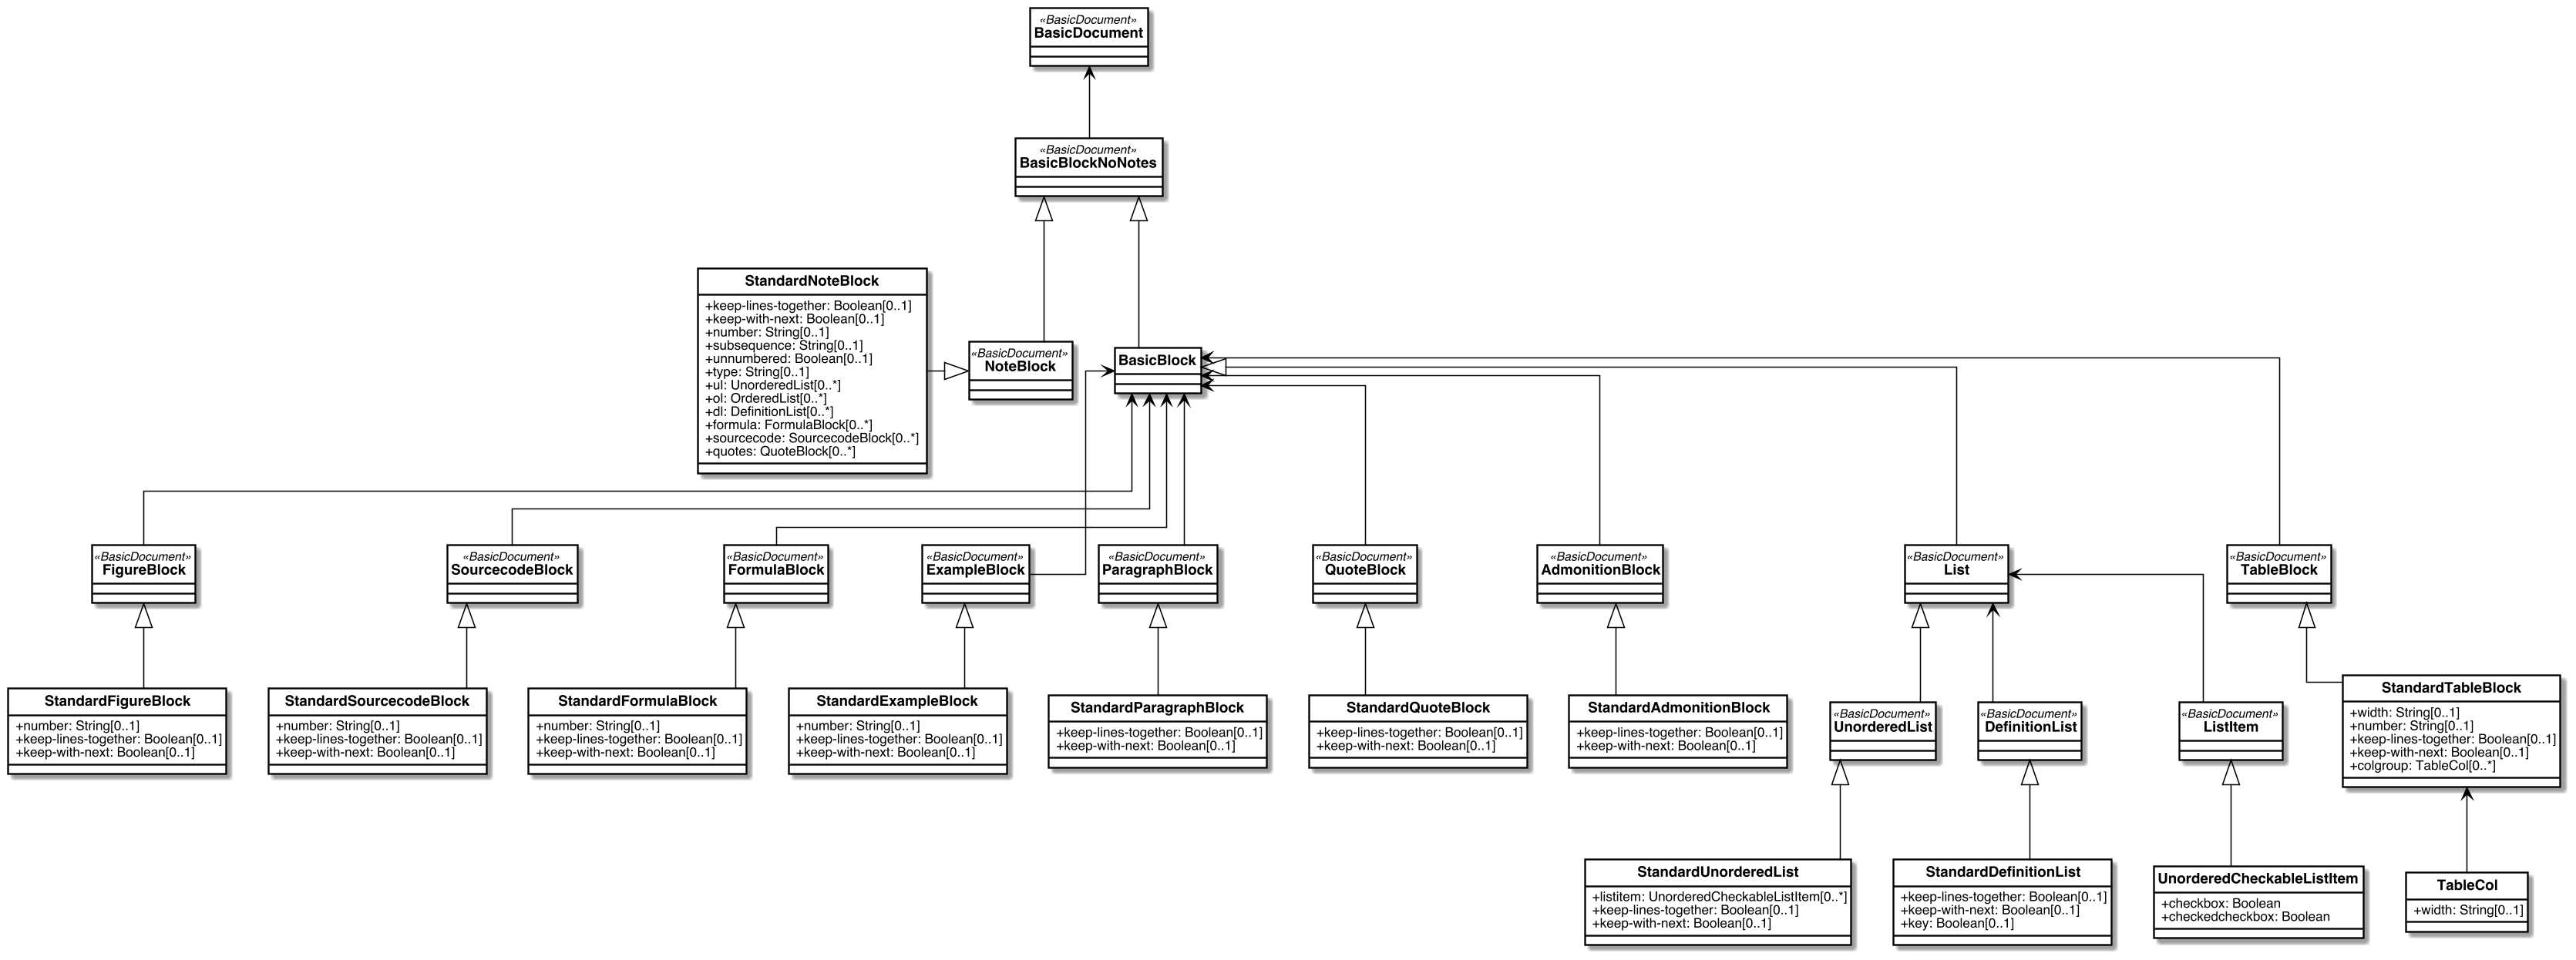 «BasicDocument»
BasicDocument
«BasicDocument»
BasicBlockNoNotes
StandardNoteBlock
+keep-lines-together: Boolean[0..1]
+keep-with-next: Boolean[0..1]
+number: String[0..1]
+subsequence: String[0..1]
+unnumbered: Boolean[0..1]
+type: String[0..1]
+ul: UnorderedList[0..*]
+ol: OrderedList[0..*]
+dl: DefinitionList[0..*]
+formula: FormulaBlock[0..*]
+sourcecode: SourcecodeBlock[0..*]
+quotes: QuoteBlock[0..*]
«BasicDocument»
NoteBlock
BasicBlock
«BasicDocument»
FigureBlock
«BasicDocument»
SourcecodeBlock
«BasicDocument»
FormulaBlock
«BasicDocument»
ExampleBlock
«BasicDocument»
ParagraphBlock
«BasicDocument»
QuoteBlock
«BasicDocument»
AdmonitionBlock
«BasicDocument»
List
«BasicDocument»
TableBlock
StandardFigureBlock
+number: String[0..1]
+keep-lines-together: Boolean[0..1]
+keep-with-next: Boolean[0..1]
StandardSourcecodeBlock
+number: String[0..1]
+keep-lines-together: Boolean[0..1]
+keep-with-next: Boolean[0..1]
StandardFormulaBlock
+number: String[0..1]
+keep-lines-together: Boolean[0..1]
+keep-with-next: Boolean[0..1]
StandardExampleBlock
+number: String[0..1]
+keep-lines-together: Boolean[0..1]
+keep-with-next: Boolean[0..1]
StandardParagraphBlock
+keep-lines-together: Boolean[0..1]
+keep-with-next: Boolean[0..1]
StandardQuoteBlock
+keep-lines-together: Boolean[0..1]
+keep-with-next: Boolean[0..1]
StandardAdmonitionBlock
+keep-lines-together: Boolean[0..1]
+keep-with-next: Boolean[0..1]
«BasicDocument»
UnorderedList
«BasicDocument»
DefinitionList
«BasicDocument»
ListItem
StandardTableBlock
+width: String[0..1]
+number: String[0..1]
+keep-lines-together: Boolean[0..1]
+keep-with-next: Boolean[0..1]
+colgroup: TableCol[0..*]
StandardUnorderedList
+listitem: UnorderedCheckableListItem[0..*]
+keep-lines-together: Boolean[0..1]
+keep-with-next: Boolean[0..1]
StandardDefinitionList
+keep-lines-together: Boolean[0..1]
+keep-with-next: Boolean[0..1]
+key: Boolean[0..1]
UnorderedCheckableListItem
+checkbox: Boolean
+checkedcheckbox: Boolean
TableCol
+width: String[0..1]